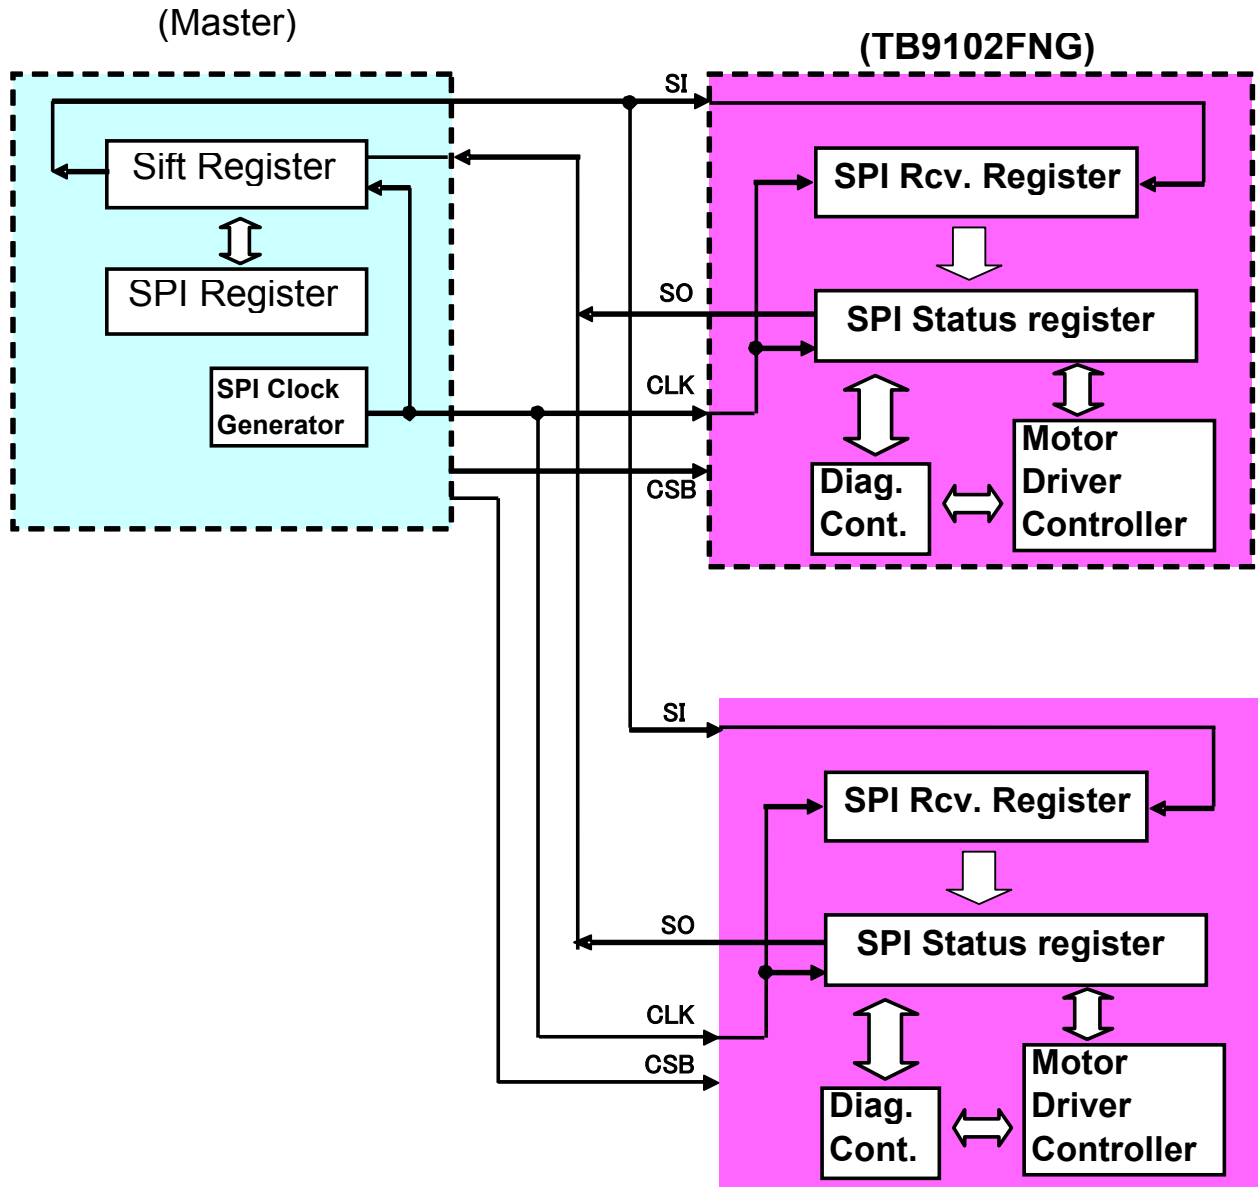 (Master)
(TB9102FNG)
SI
Sift Register
SPI Rcv. Register
SPI Register
SO
SPI Status register
SPI Clock
Generator
CLK
CSB
Diag.
Cont.
Motor
Driver
Controller
SI
SPI Rcv. Register
SO
SPI Status register
CLK
CSB
Diag.
Cont.
Motor
Driver
Controller